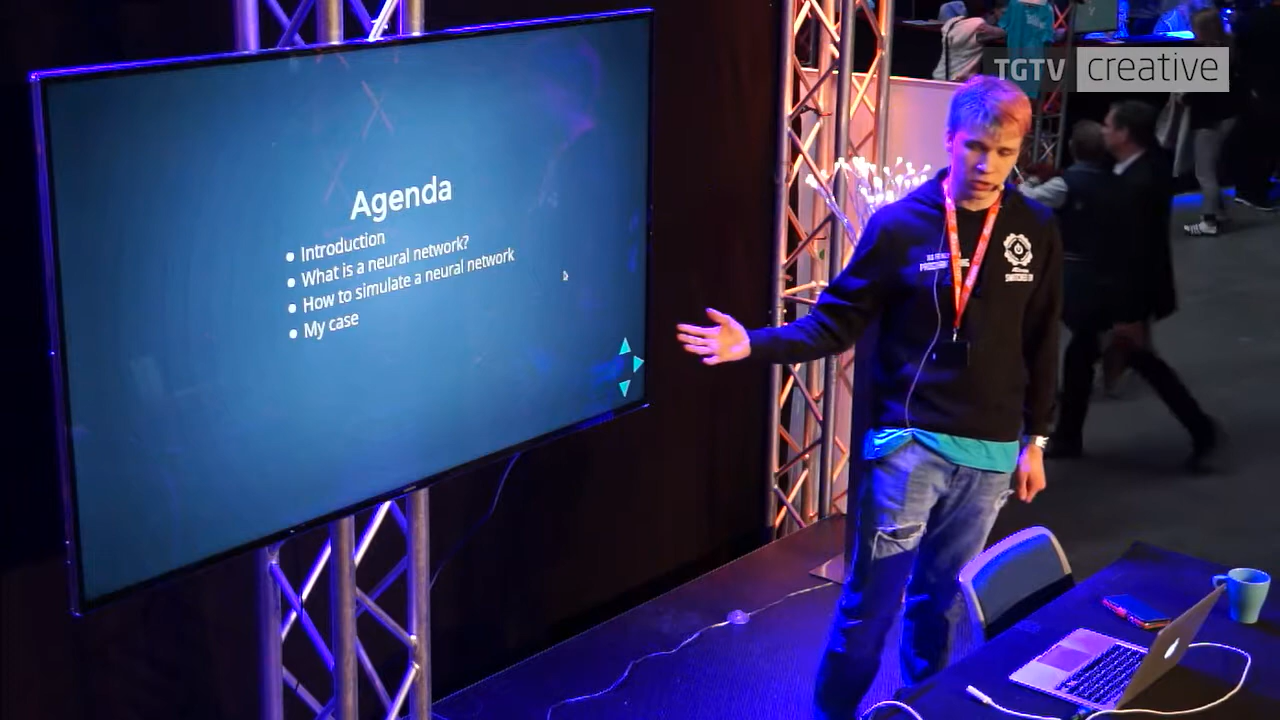 TGTV creative
Agenda
Introduction
What is a neural network?
How to simulate a neural network
My case